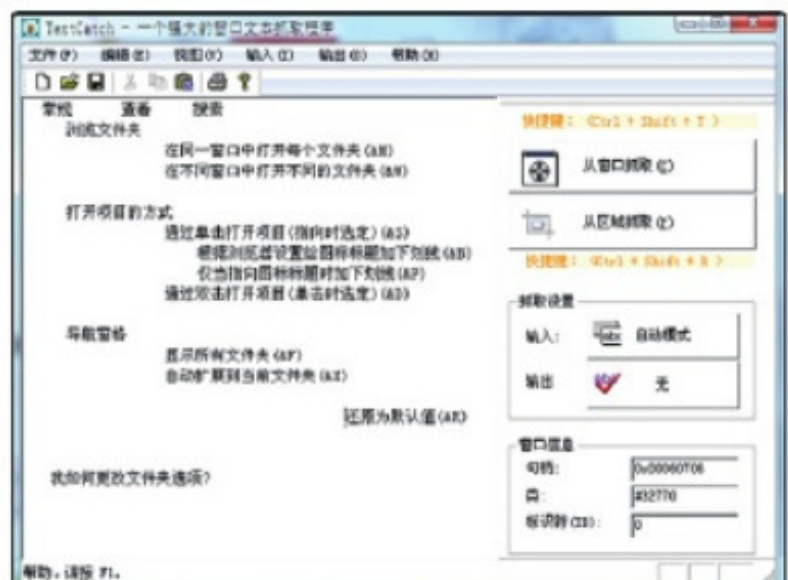 TextCatch - 一个强大的窗口文本抓取程序
文件(F) 编辑(E) 视图(V) 输入(I) 输出(O) 帮助(H)
常规 查看 搜索
浏览文件夹
在同一窗口中打开每个文件夹(&M)
在不同窗口中打开不同的文件夹(&W)
打开项目的方式
通过单击打开项目(指向时选定)(&S)
根据浏览器设置给图标标题加下划线(&B)
仅当指向图标标题时加下划线(&P)
通过双击打开项目(单击时选定)(&D)
导航窗格
显示所有文件夹(&F)
自动扩展到当前文件夹(&X)
还原为默认值(&R)
我如何更改文件夹选项?
帮助,请按 F1。
快捷键: (Ctrl + Shift + T )
从窗口抓取(C)
从区域抓取(P)
快捷键: (Ctrl + Shift + R )
抓取设置
输入: 自动模式
输出 无
窗口信息
句柄: 0x00060706
类: #32770
标识符(ID): 0